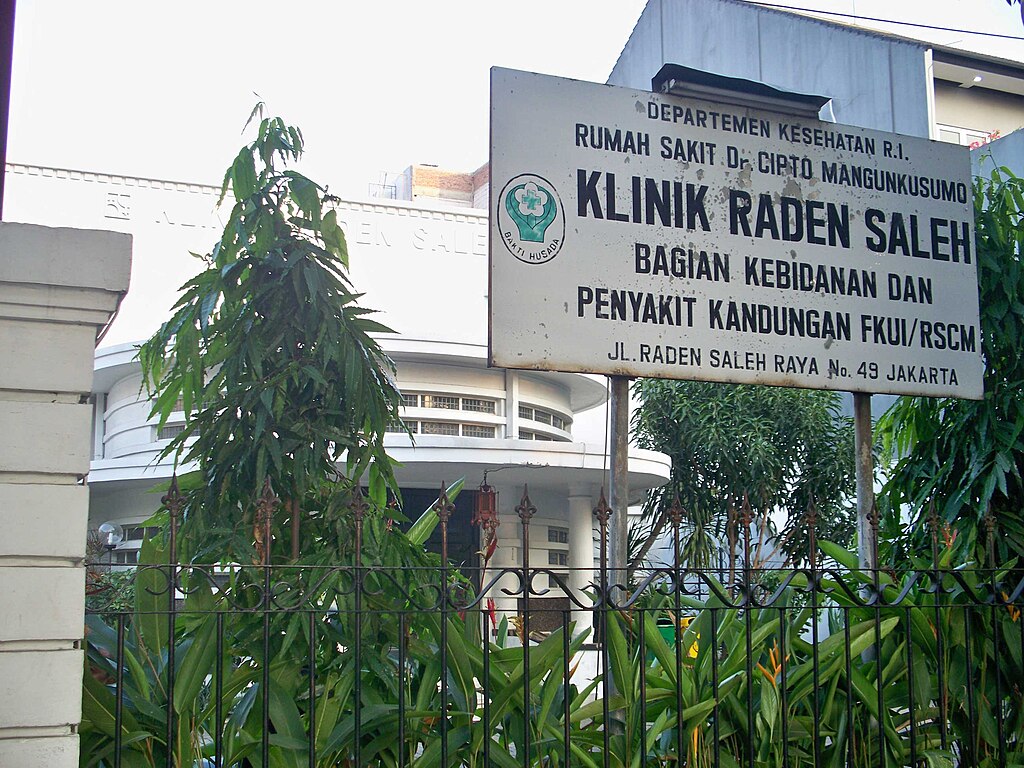 DEPARTEMEN KESEHATAN R.I.
RUMAH SAKIT Dr CIPTO MANGUNKUSUMO
KLINIK RADEN SALEH
BAGIAN KEBIDANAN DAN
PENYAKIT KANDUNGAN FKUI/RSCM
JL. RADEN SALEH RAYA No. 49 JAKARTA
BAKTI HUSADA